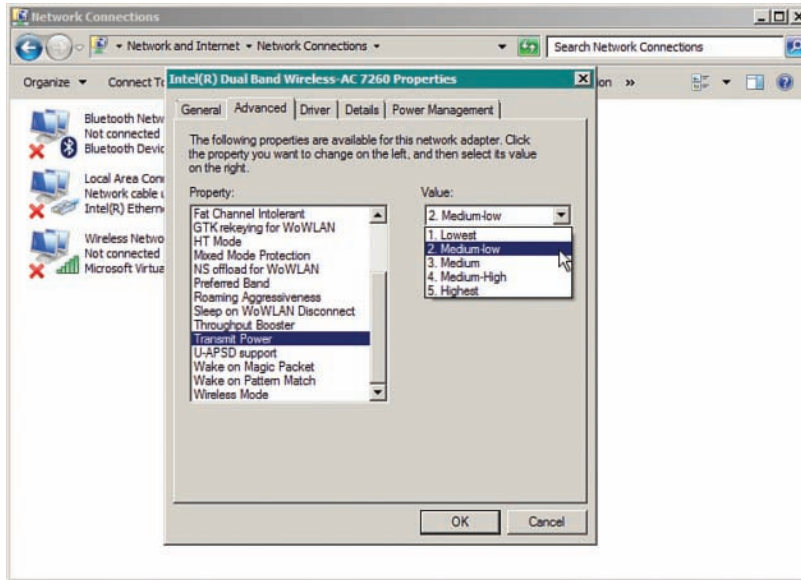 Network Connections
Network and Internet Network Connections
Search Network Connections
Organize
Connect
Intel(R) Dual Band Wireless-AC 7260 Properties
»
General Advanced Driver Details Power Management
The following properties are available for this network adapter. Click
the property you want to change on the left, and then select its value
on the right.
Property:
Value:
Fat Channel Intolerant
GTK rekeying for WoWLAN
HT Mode
Mixed Mode Protection
NS offload for WoWLAN
Preferred Band
Roaming Aggressiveness
Sleep on WoWLAN Disconnect
Throughput Booster
Transmit Power
U-APSD support
Wake on Magic Packet
Wake on Pattern Match
Wireless Mode
2. Medium-low
1. Lowest
2. Medium-low
3. Medium
4. Medium-High
5. Highest
OK Cancel
Bluetooth Netw
Not connected
Bluetooth Devic
Local Area Con
Network cable
Intel(R) Ethern
Wireless Netwo
Not connected
Microsoft Virtua